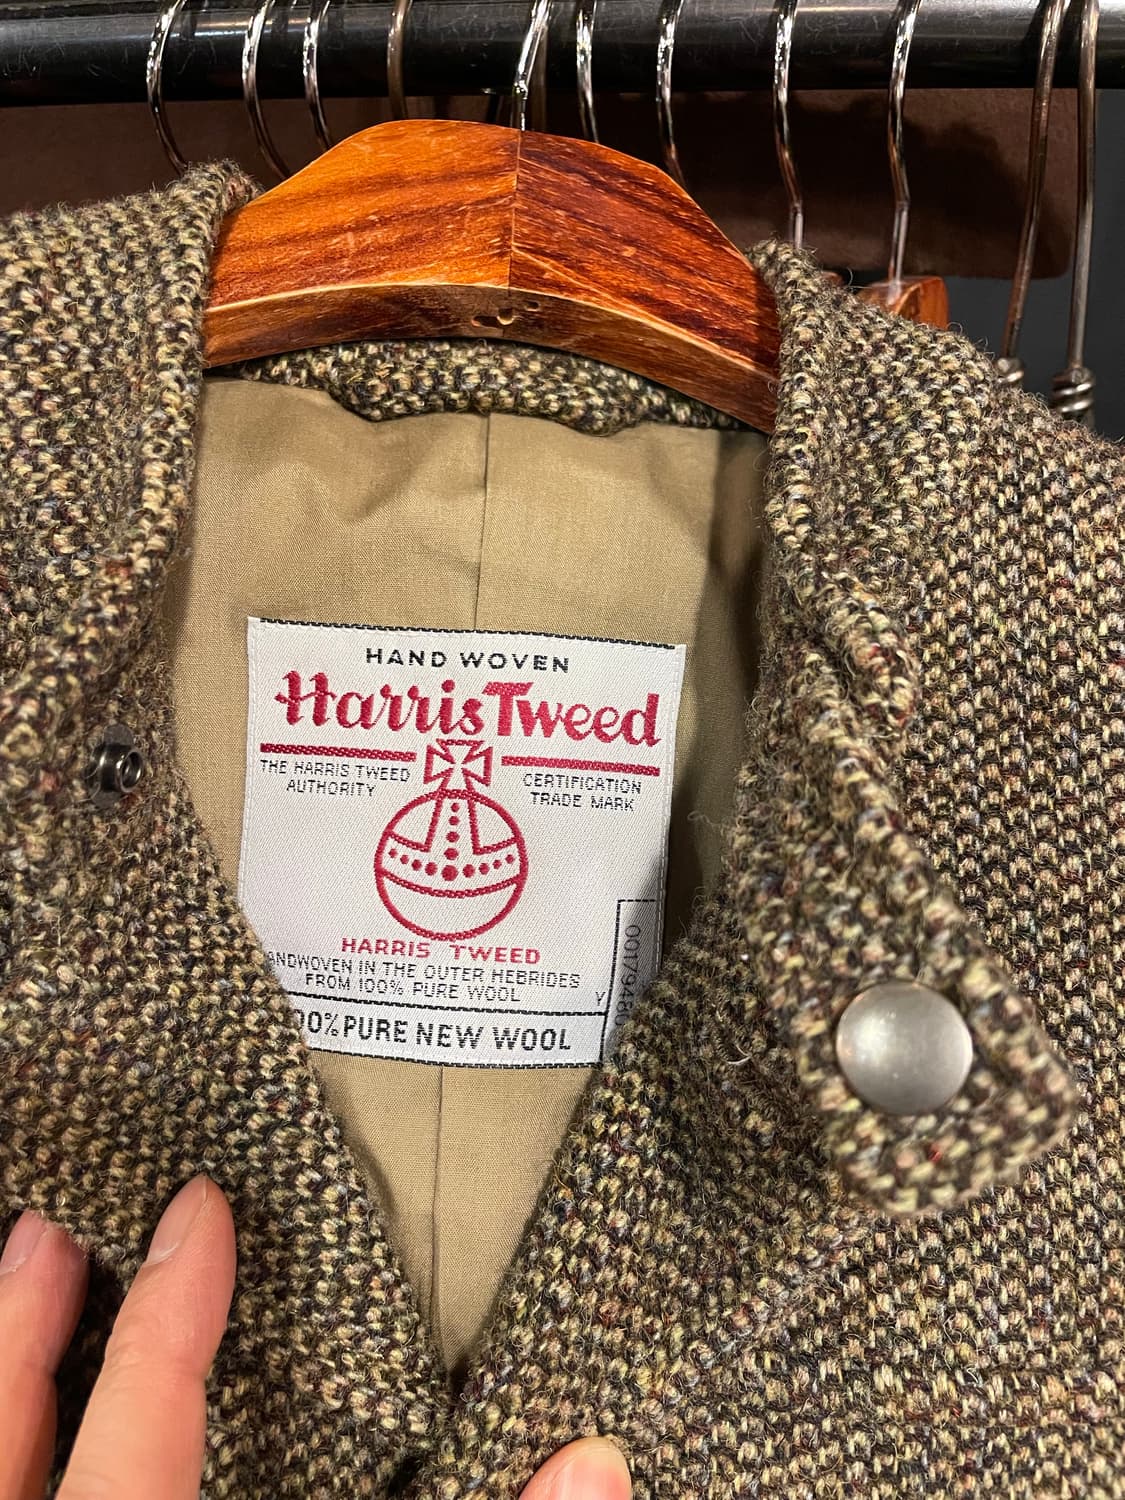 HAND WOVEN
Harris Tweed
THE HARRIS TWEED AUTHORITY
CERTIFICATION TRADE MARK
HARRIS TWEED
ANDWOVEN IN THE OUTER HEBRIDES
FROM 100% PURE WOOL
Y
00% PURE NEW WOOL